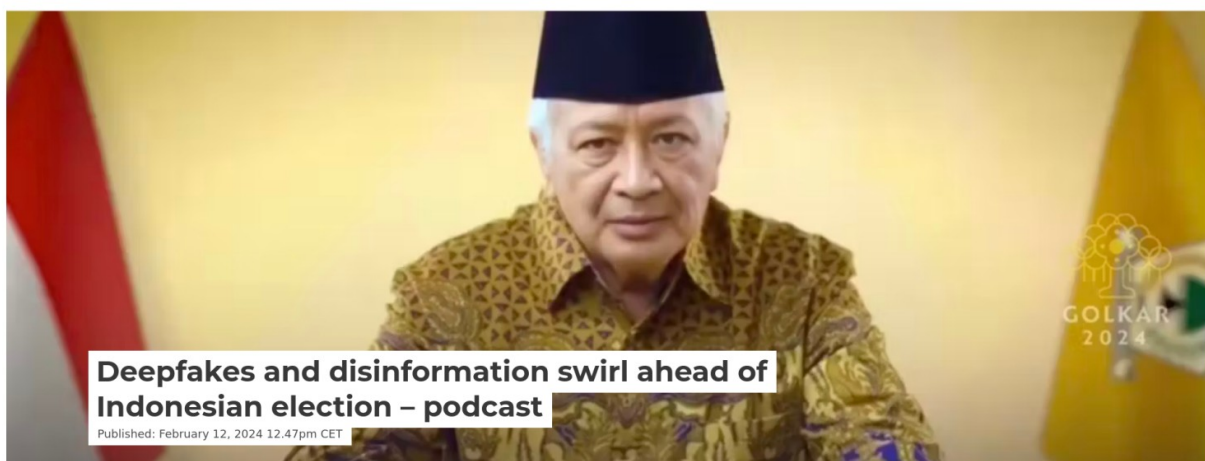 GOLKAR
2024
Deepfakes and disinformation swirl ahead of
Indonesian election – podcast
Published: February 12, 2024 12.47pm CET